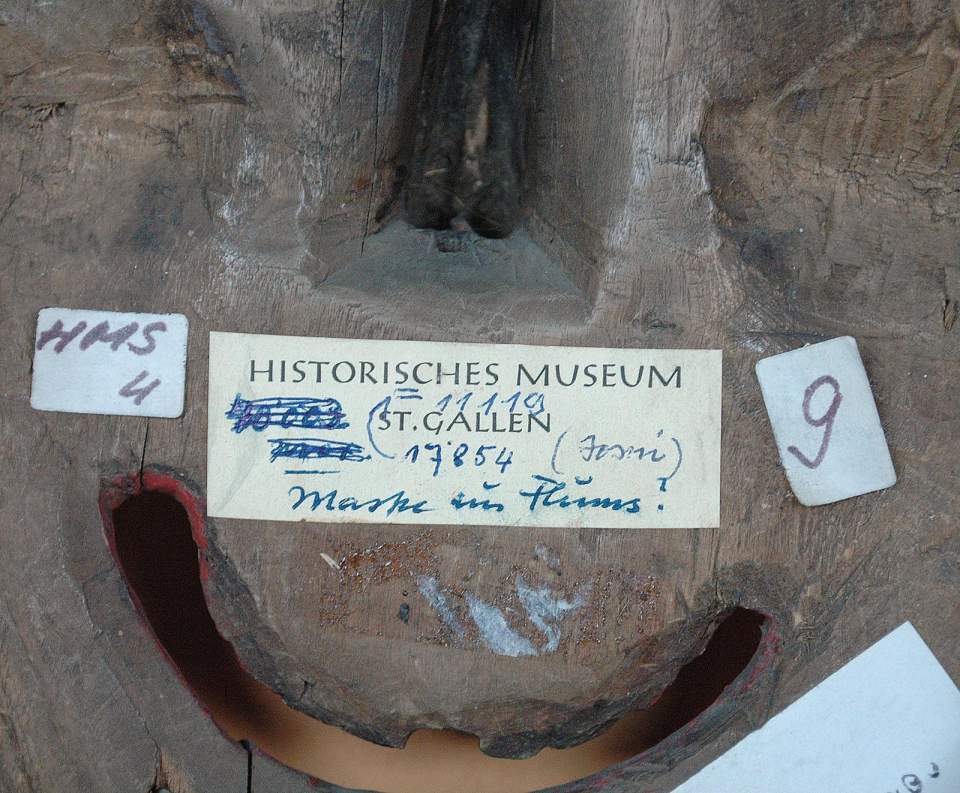 HMS
4
HISTORISCHES MUSEUM
11119
ST. GALLEN
17854
Maske aus Flums?
9